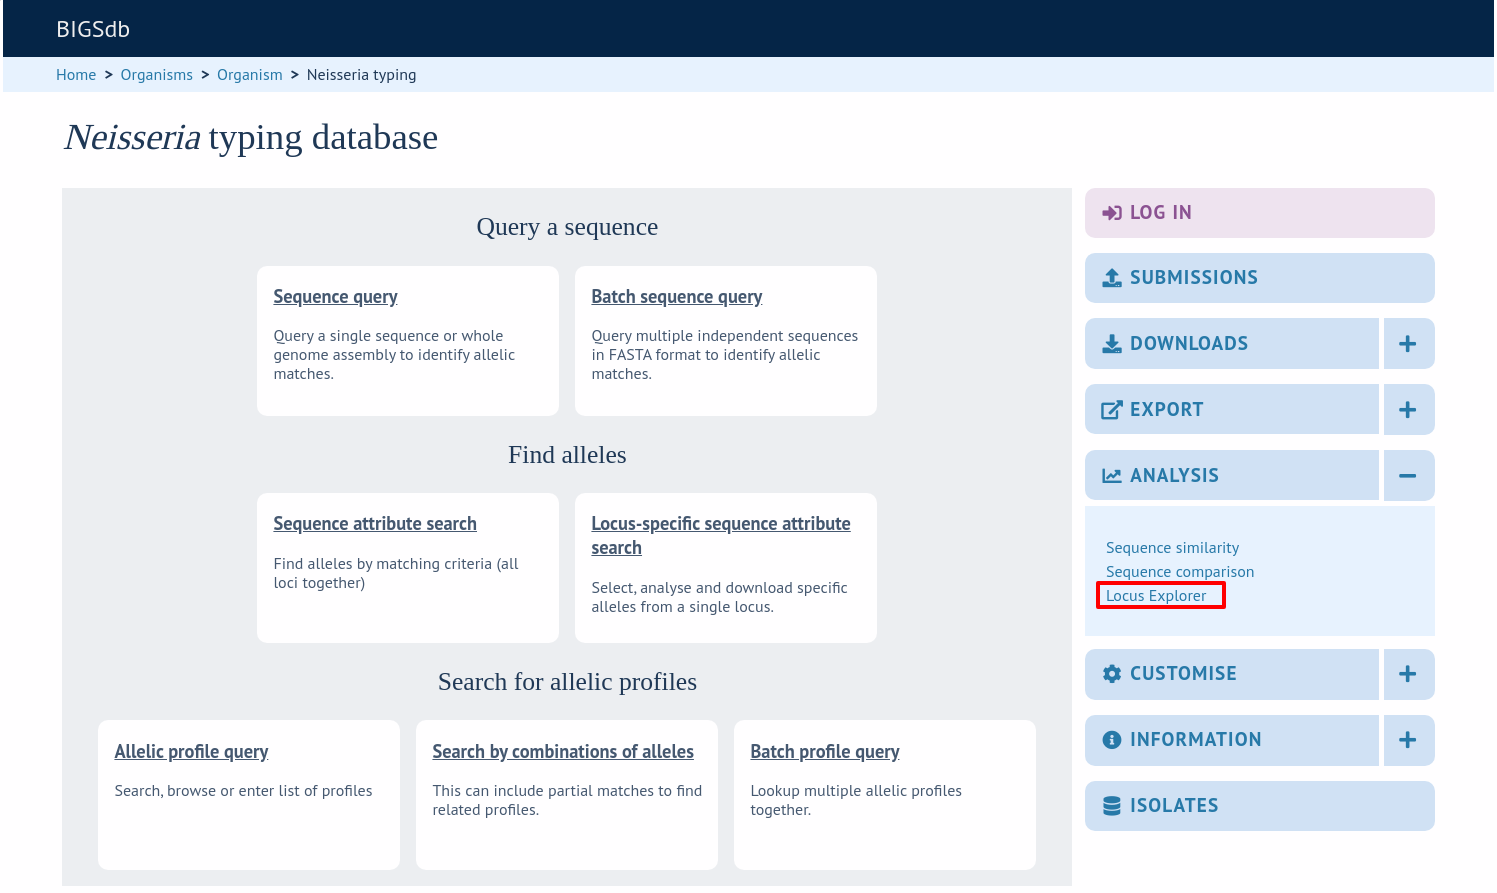 BIGSdb
Home > Organisms > Organism > Neisseria typing
Neisseria typing database
Query a sequence
Sequence query
Query a single sequence or whole
genome assembly to identify allelic
matches.
Batch sequence query
Query multiple independent sequences
in FASTA format to identify allelic
matches.
Find alleles
Sequence attribute search
Find alleles by matching criteria (all
loci together)
Locus-specific sequence attribute
search
Select, analyse and download specific
alleles from a single locus.
Search for allelic profiles
Allelic profile query
Search, browse or enter list of profiles
Search by combinations of alleles
This can include partial matches to find
related profiles.
Batch profile query
Lookup multiple allelic profiles
together.
LOG IN
SUBMISSIONS
DOWNLOADS
EXPORT
ANALYSIS
Sequence similarity
Sequence comparison
Locus Explorer
CUSTOMISE
INFORMATION
ISOLATES